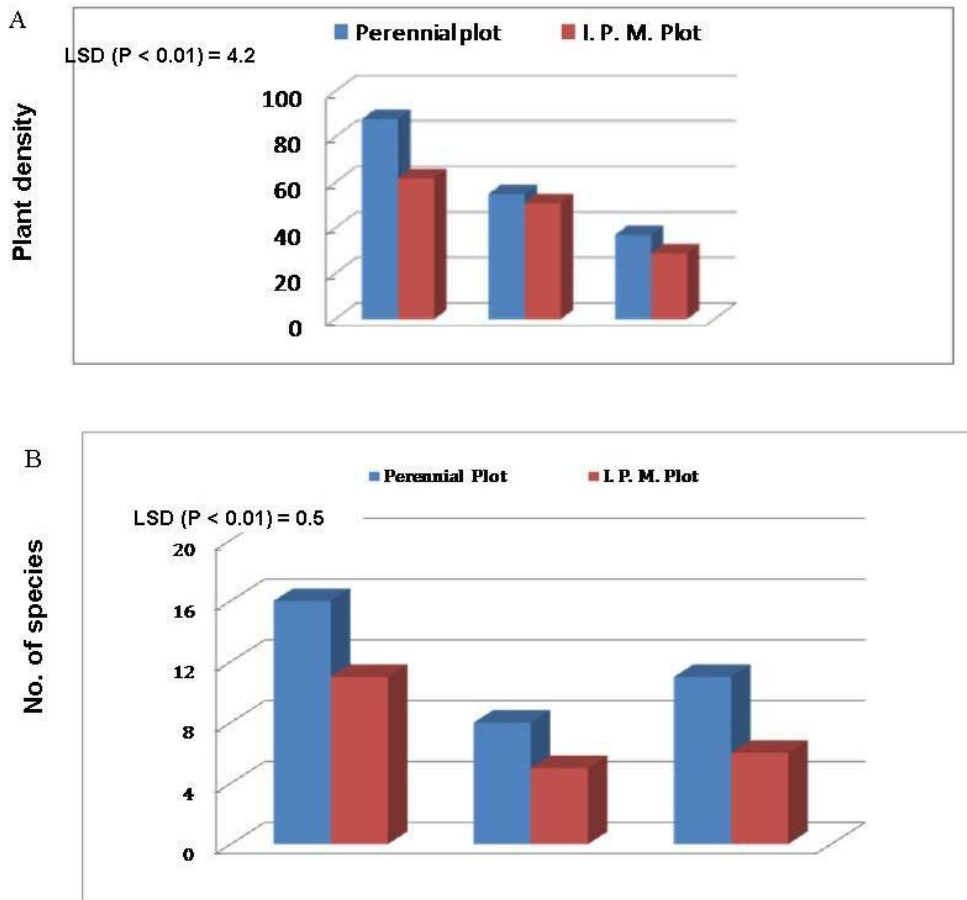 A
Perennial plot I. P. M. Plot
LSD (P < 0.01) = 4.2
Plant density
100
80
60
40
20
0
B
Perennial Plot I. P. M. Plot
LSD (P < 0.01) = 0.5
No. of species
20
16
12
8
4
0